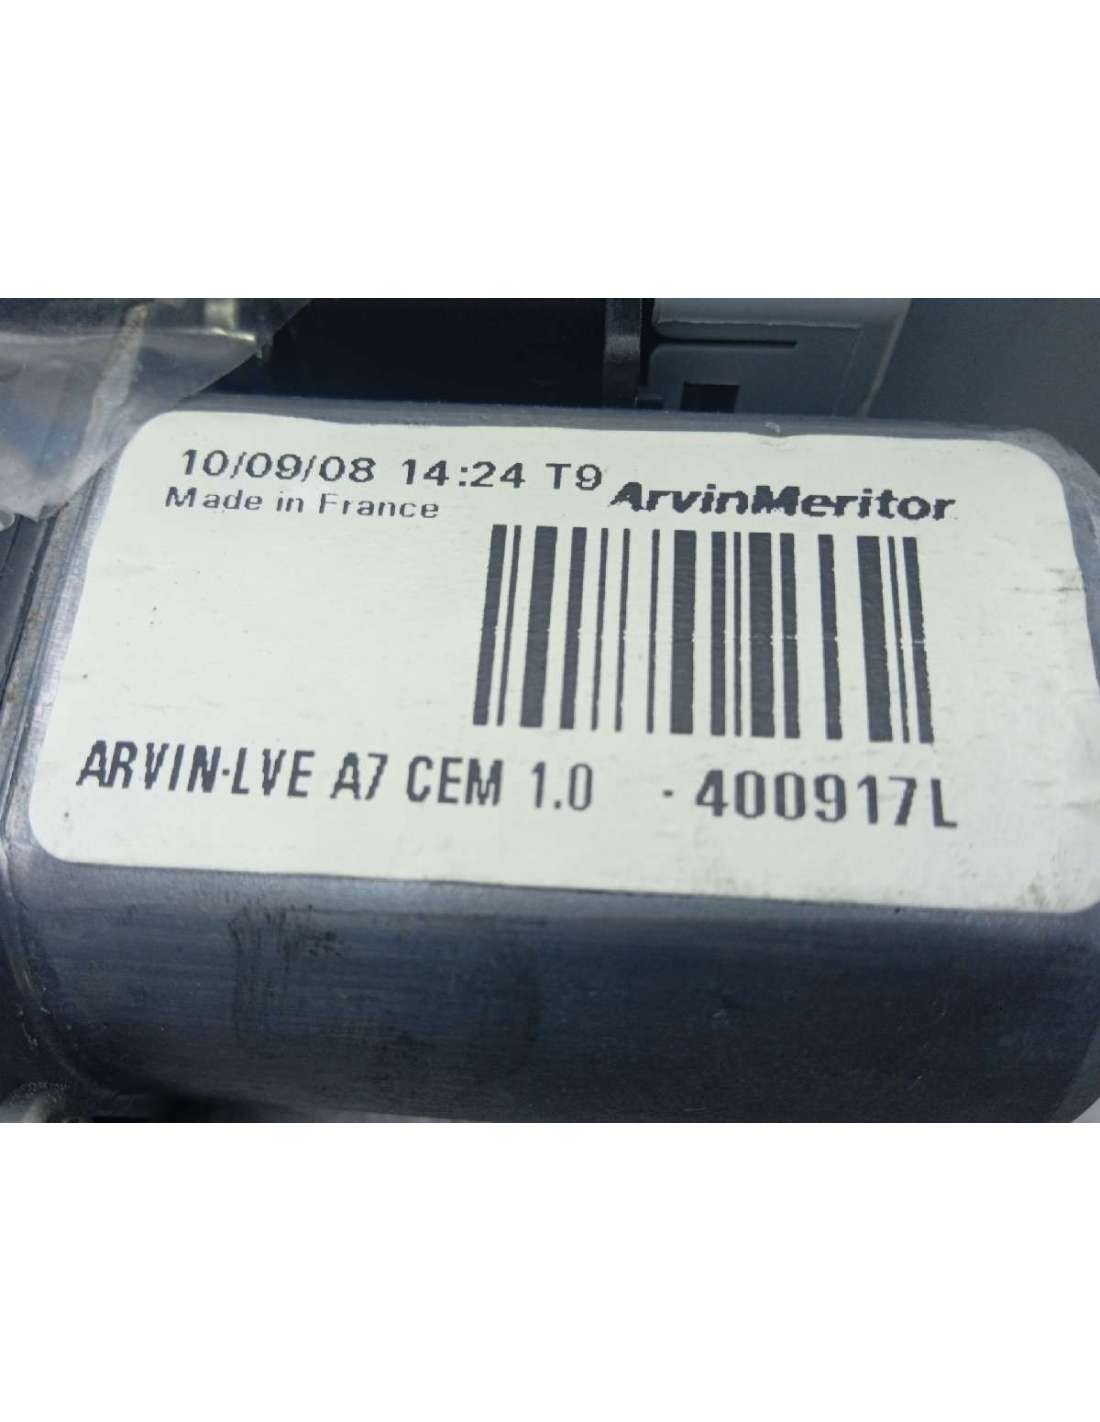 10/09/08 14:24 T9 ArvinMeritor
Made in France
ARVIN-LVE A7 CEM 1.0 - 400917L